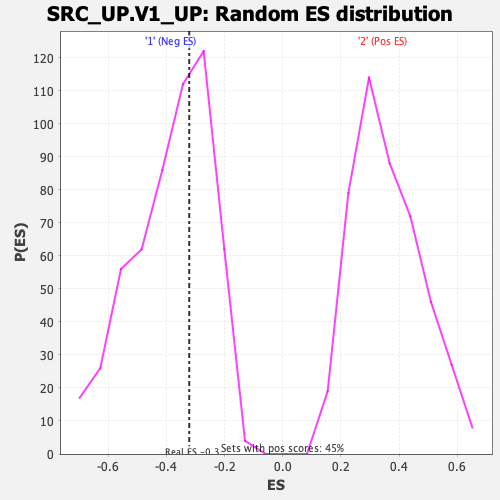 SRC_UP.V1_UP: Random ES distribution
'1' (Neg ES)
'2' (Pos ES)
120
110
100
90
80
70
60
50
40
30
20
10
0
P(ES)
Real ES -0.3
Sets with pos scores: 45%
-0.6
-0.4
-0.2
0.0
0.2
0.4
0.6
ES